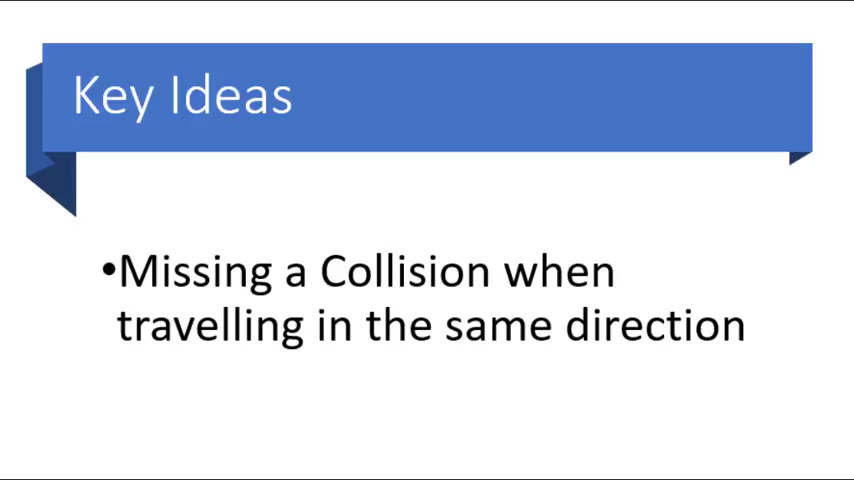 Key Ideas
•Missing a Collision when
travelling in the same direction